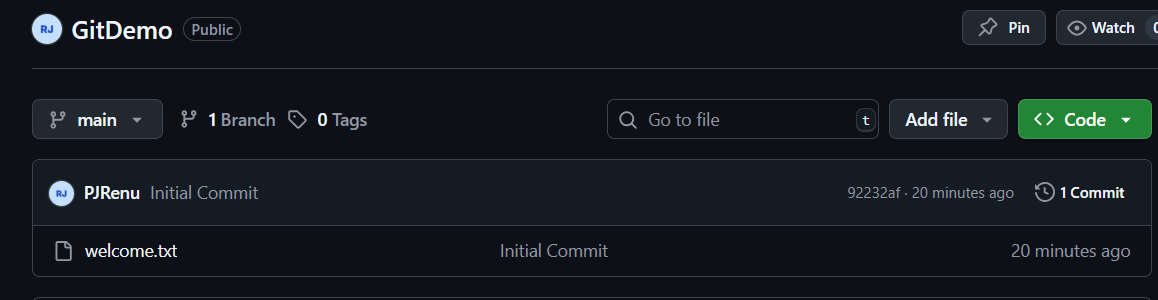 RJ GitDemo Public Pin Watch 0
main 1 Branch 0 Tags Go to file t Add file Code
RJ PJRenu Initial Commit 92232af · 20 minutes ago 1 Commit
welcome.txt Initial Commit 20 minutes ago